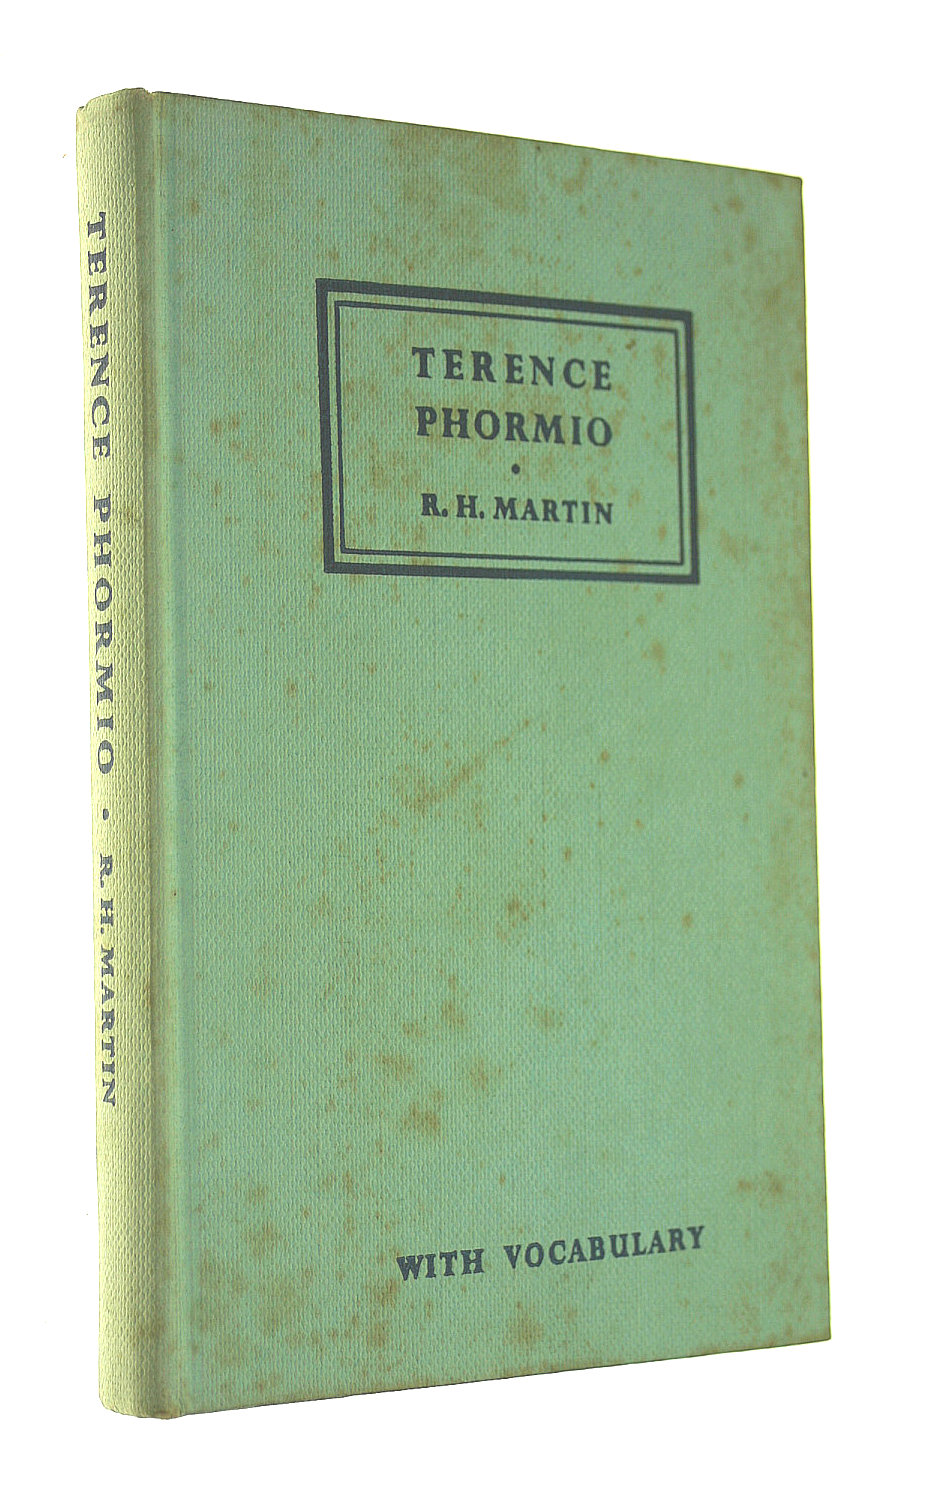 TERENCE PHORMIO • R. H. MARTIN
TERENCE
PHORMIO
•
R. H. MARTIN
WITH VOCABULARY